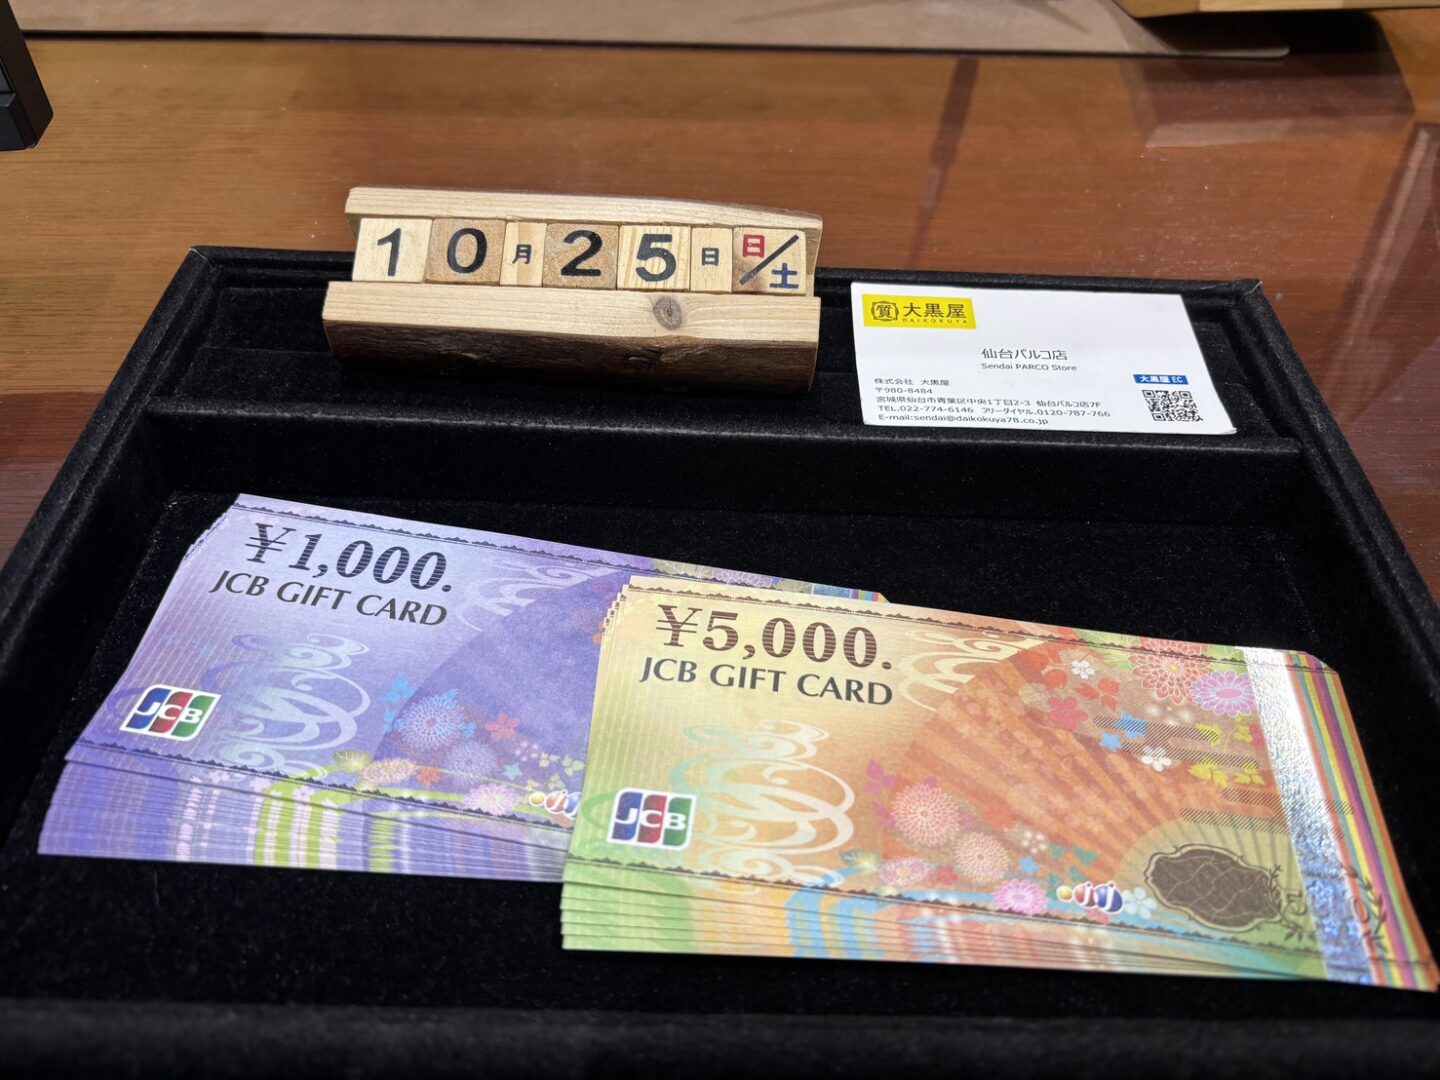 10月25日 日/土
質 大黒屋
DAIKOKUYA
仙台パルコ店
Sendai PARCO Store
株式会社 大黒屋
大黒屋 EC
〒980-8484
宮城県仙台市青葉区中央1丁目2-3 仙台パルコ店7F
TEL.022-774-6146 フリーダイヤル.0120-787-766
E-mail:sendai@daikokuya78.co.jp
¥1,000.
JCB GIFT CARD
JCB
¥5,000.
JCB GIFT CARD
JCB